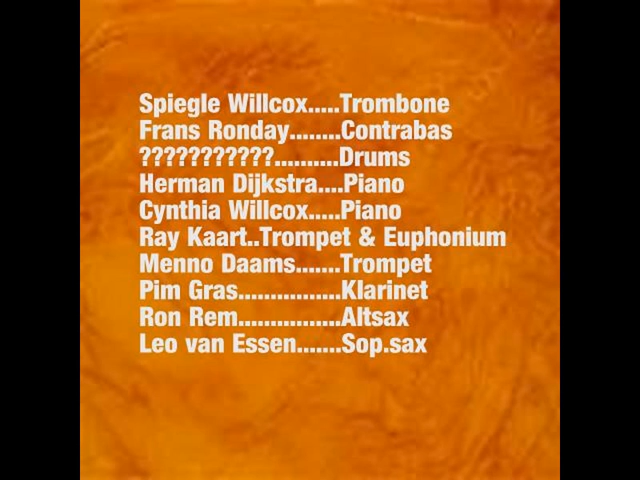 Spiegle Willcox.....Trombone
Frans Ronday........Contrabas
???????????..........Drums
Herman Dijkstra....Piano
Cynthia Willcox.....Piano
Ray Kaart..Trompet & Euphonium
Menno Daams.......Trompet
Pim Gras................Klarinet
Ron Rem................Altsax
Leo van Essen.......Sop.sax